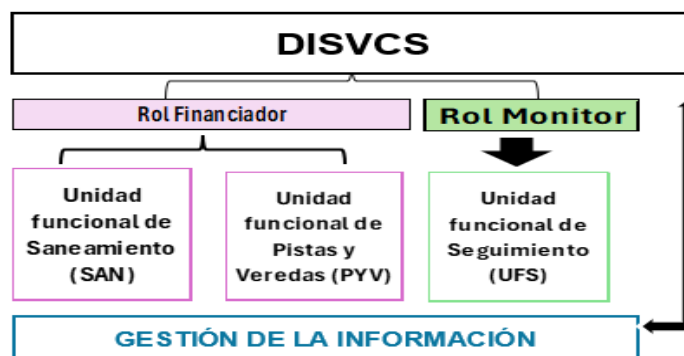 DISVCS
Rol Financiador
Rol Monitor
Unidad
funcional de
Saneamiento
(SAN)
Unidad
funcional de
Pistas y
Veredas (PYV)
Unidad
funcional de
Seguimiento
(UFS)
GESTIÓN DE LA INFORMACIÓN